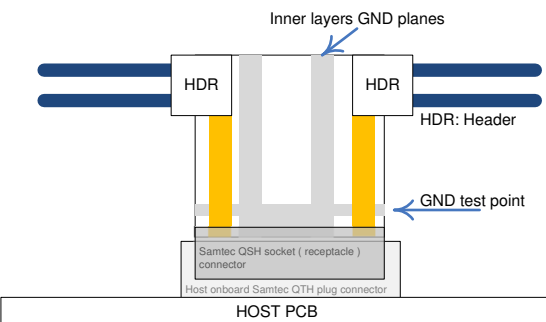 Inner layers GND planes
HDR
HDR
HDR: Header
GND test point
Samtec QSH socket ( receptacle )
connector
Host onboard Samtec QTH plug connector
HOST PCB